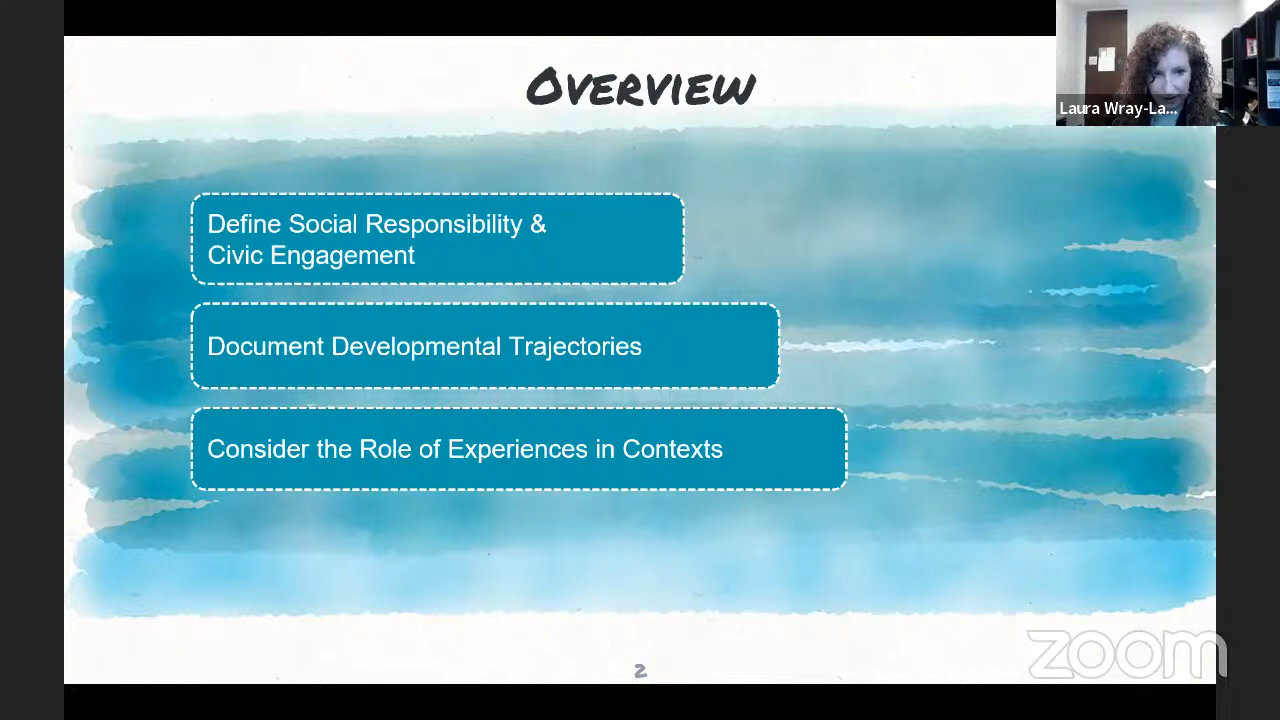 Overview
Laura Wray-La...
Define Social Responsibility &
Civic Engagement
Document Developmental Trajectories
Consider the Role of Experiences in Contexts
2
zoom